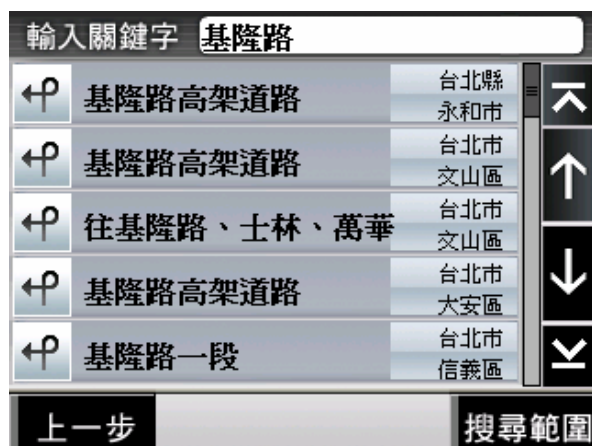 輸入關鍵字 基隆路
基隆路高架道路 台北縣
永和市
基隆路高架道路 台北市
文山區
往基隆路、士林、萬華 台北市
文山區
基隆路高架道路 台北市
大安區
基隆路一段 台北市
信義區
上一步 搜尋範圍